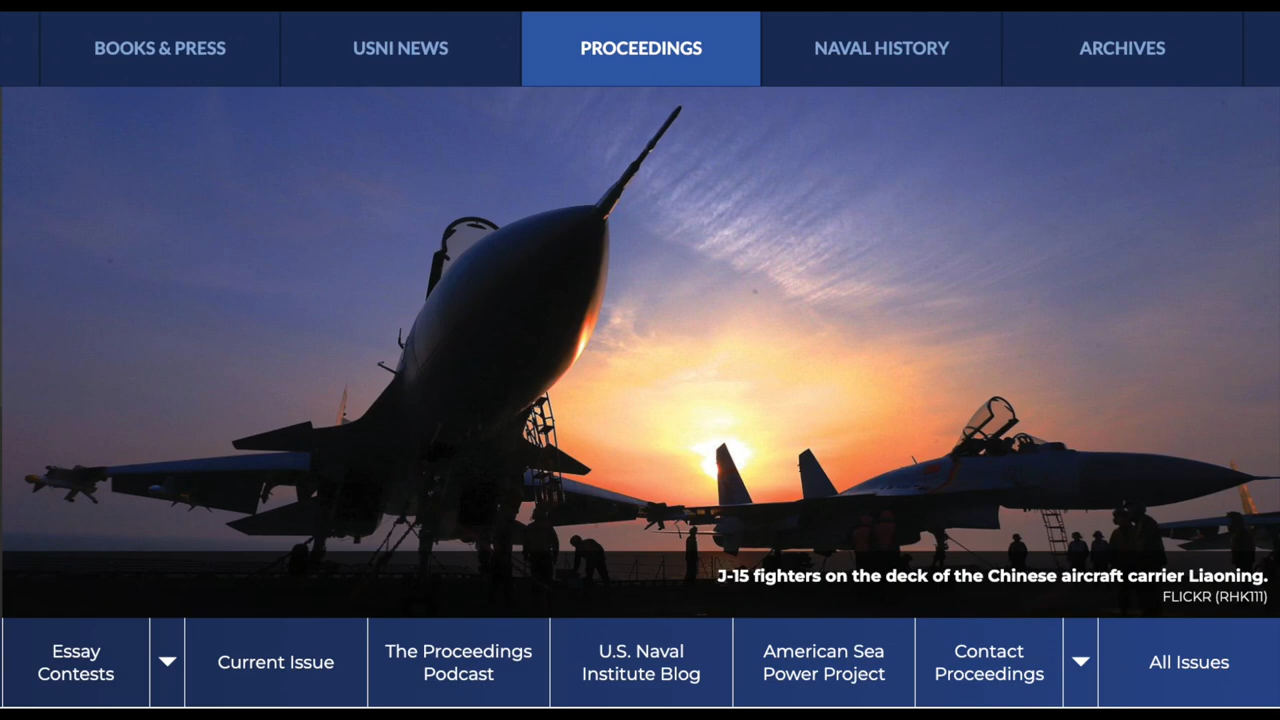 BOOKS & PRESS
USNI NEWS
PROCEEDINGS
NAVAL HISTORY
ARCHIVES
J-15 fighters on the deck of the Chinese aircraft carrier Liaoning.
FLICKR (RHK111)
Essay
Contests
Current Issue
The Proceedings
Podcast
U.S. Naval
Institute Blog
American Sea
Power Project
Contact
Proceedings
All Issues